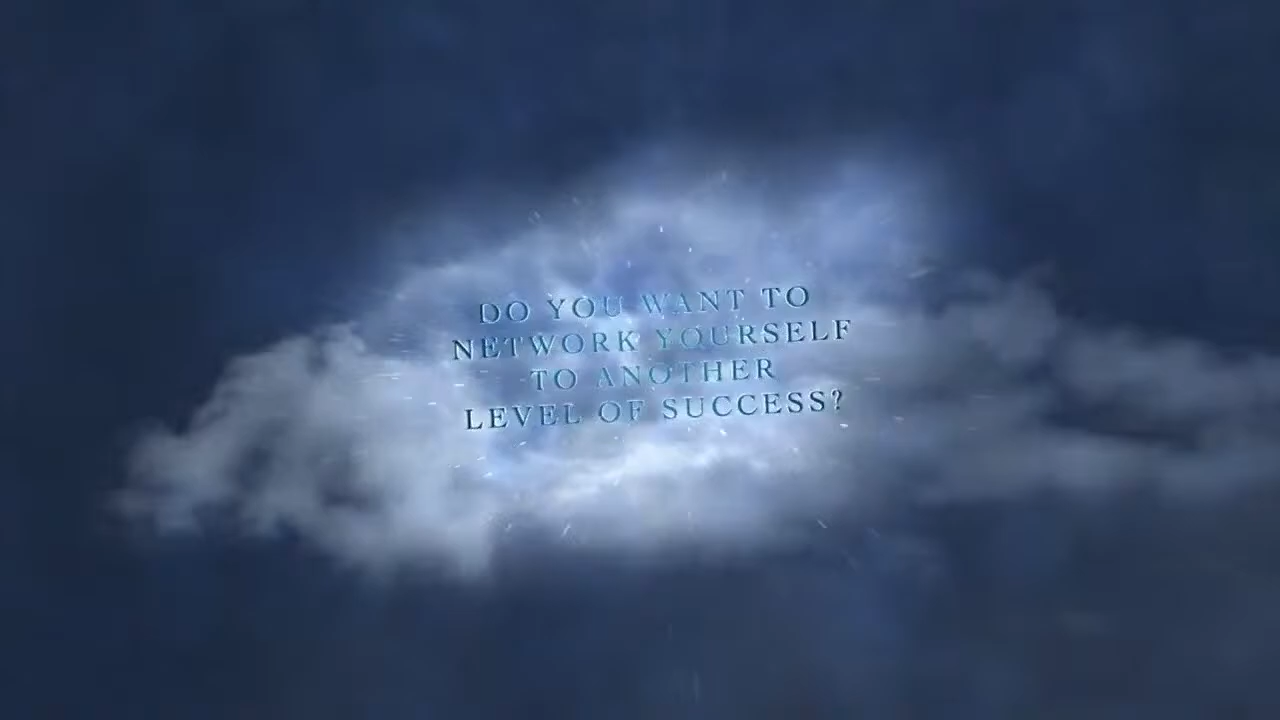 DO YOU WANT TO
NETWORK YOURSELF
TO ANOTHER
LEVEL OF SUCCESS?